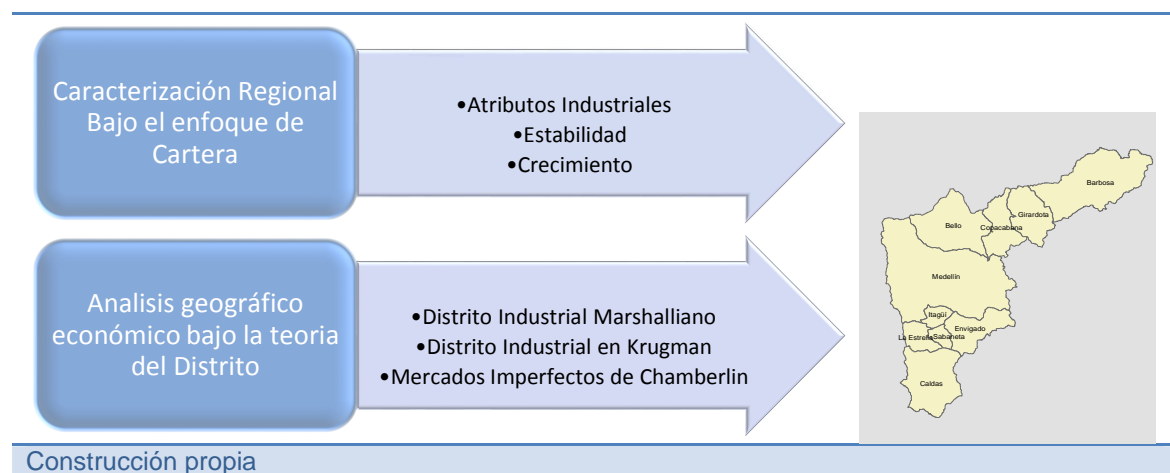 Caracterización Regional
Bajo el enfoque de
Cartera
•Atributos Industriales
•Estabilidad
•Crecimiento
Analisis geográfico
económico bajo la teoria
del Distrito
•Distrito Industrial Marshalliano
•Distrito Industrial en Krugman
•Mercados Imperfectos de Chamberlin
Barbosa
Girardota
Bello
Copacabana
Medellín
Itagüí
Envigado
La Estrella
Sabaneta
Caldas
Construcción propia